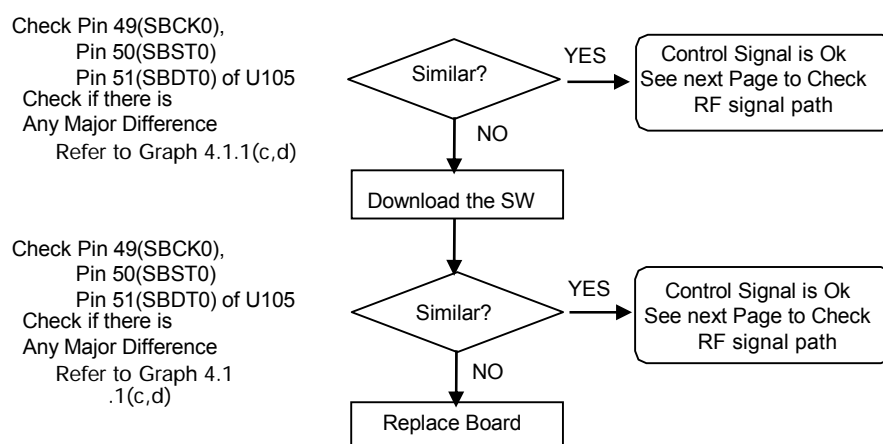 Check Pin 49(SBCK0),
Pin 50(SBST0)
Pin 51(SBDT0) of U105
Check if there is
Any Major Difference
Refer to Graph 4.1.1(c,d)
Similar?
YES
Control Signal is Ok
See next Page to Check
RF signal path
NO
Download the SW
Check Pin 49(SBCK0),
Pin 50(SBST0)
Pin 51(SBDT0) of U105
Check if there is
Any Major Difference
Refer to Graph 4.1
.1(c,d)
Similar?
YES
Control Signal is Ok
See next Page to Check
RF signal path
NO
Replace Board